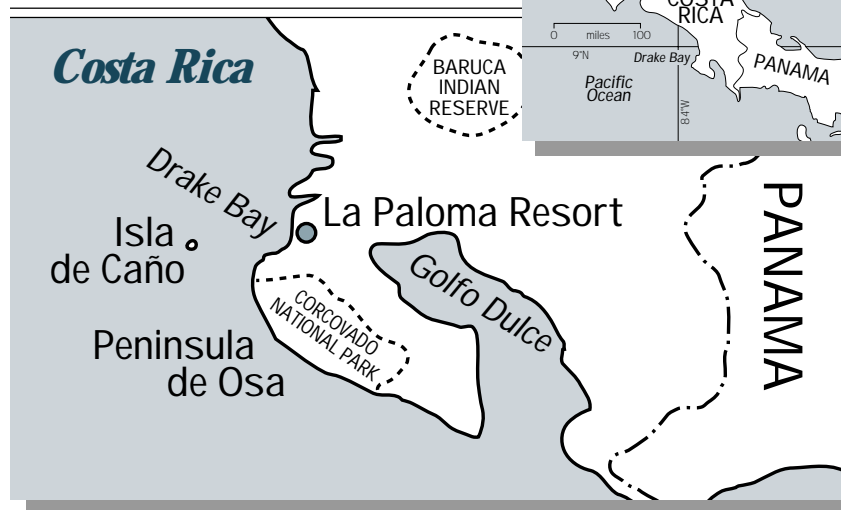 Costa Rica
BARUCA
INDIAN
RESERVE
COSTA
RICA
0 miles 100
9°N
Drake Bay
PANAMA
Pacific
Ocean
84°W
Drake Bay
La Paloma Resort
Isla
de Caño
Golfo Dulce
CORCOVADO
NATIONAL PARK
Peninsula
de Osa
PANAMA